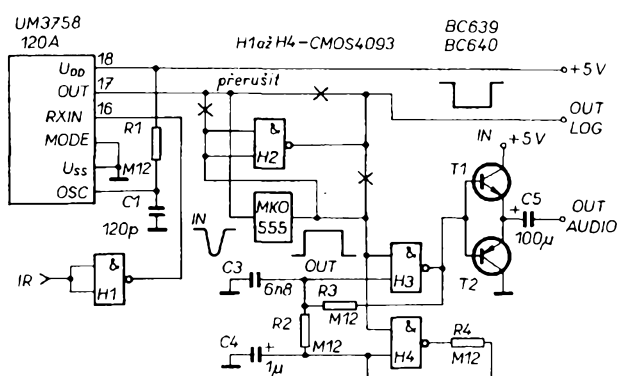 UM3758
120A
H1až H4-CMOS4093
BC639
BC640
UDD
18
+5V
OUT
17
přerušit
OUT
LOG
RXIN
16
MODE
USS
OSC
R1
M12
C1
120p
&
H2
IN
+5V
T1
T2
+
C5
100µ
OUT
AUDIO
MKO
555
IN
OUT
IR
&
H1
C3
6n8
R3
M12
&
H3
R2
M12
C4
+
1µ
&
H4
R4
M12